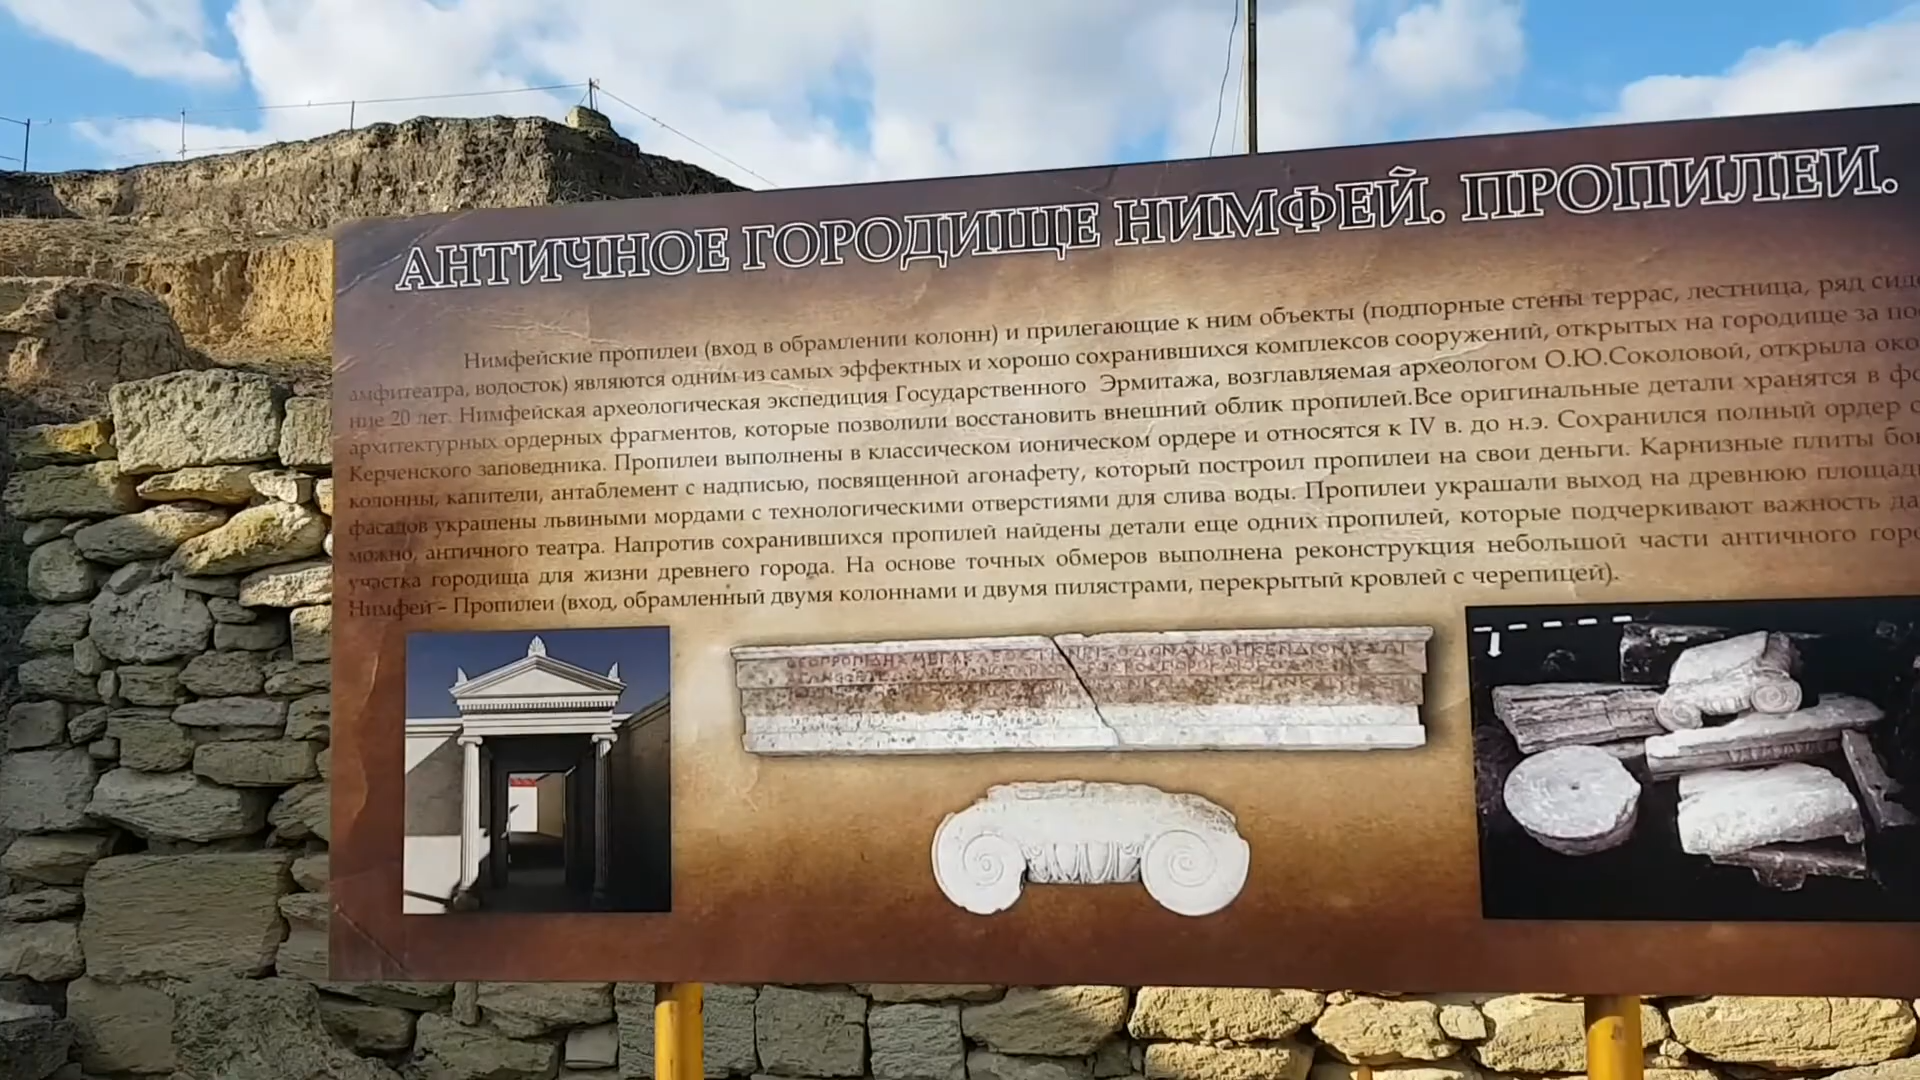 АНТИЧНОЕ ГОРОДИЩЕ НИМФЕЙ. ПРОПИЛЕИ.
Нимфейские пропилеи (вход в обрамлении колонн) и прилегающие к ним объекты (подпорные стены террас, лестница, ряд сид
амфитеатра, водосток) являются одним из самых эффектных и хорошо сохранившихся комплексов сооружений, открытых на городище за по
ние 20 лет. Нимфейская археологическая экспедиция Государственного Эрмитажа, возглавляемая археологом О.Ю.Соколовой, открыла око
архитектурных ордерных фрагментов, которые позволили восстановить внешний облик пропилей.Все оригинальные детали хранятся в фо
Керченского заповедника. Пропилеи выполнены в классическом ионическом ордере и относятся к IV в. до н.э. Сохранился полный ордер с
колонны, капители, антаблемент с надписью, посвященной агонафету, который построил пропилеи на свои деньги. Карнизные плиты бо
фасадов украшены львиными мордами с технологическими отверстиями для слива воды. Пропилеи украшали выход на древнюю площад
можно, античного театра. Напротив сохранившихся пропилей найдены детали еще одних пропилей, которые подчеркивают важность да
участка городища для жизни древнего города. На основе точных обмеров выполнена реконструкция небольшой части античного горо
Нимфей – Пропилеи (вход, обрамленный двумя колоннами и двумя пилястрами, перекрытый кровлей с черепицей).